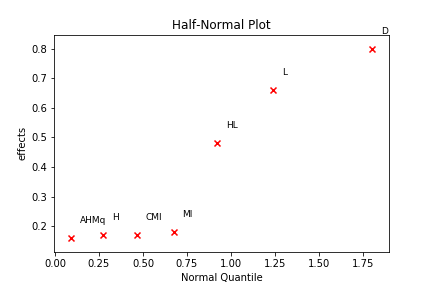 Half-Normal Plot
D
0.8
0.7
L
0.6
HL
0.5
effects
0.4
0.3
AHMq
H
CMI
MI
0.2
0.00 0.25 0.50 0.75 1.00 1.25 1.50 1.75
Normal Quantile